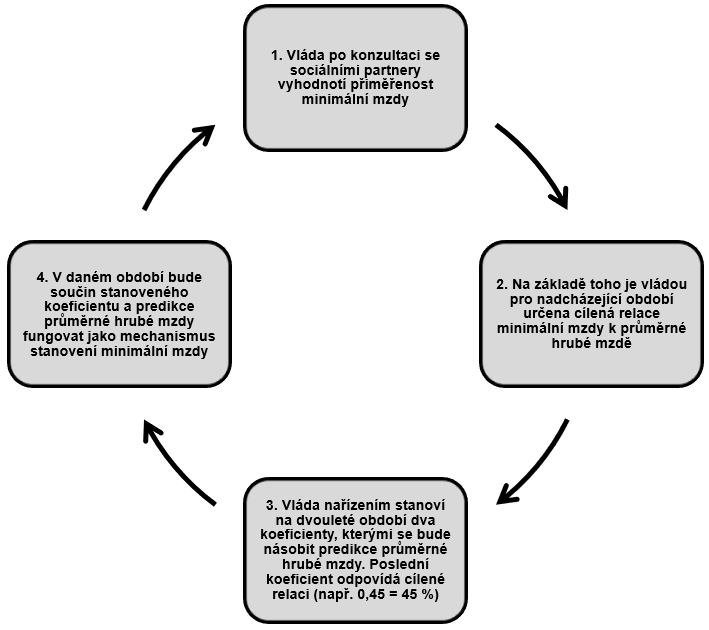 1. Vláda po konzultaci se
sociálními partnery
vyhodnotí přiměřenost
minimální mzdy
2. Na základě toho je vládou
pro nadcházející období
určena cílená relace
minimální mzdy k průměrné
hrubé mzdě
3. Vláda nařízením stanoví
na dvouleté období dva
koeficienty, kterými se bude
násobit predikce průměrné
hrubé mzdy. Poslední
koeficient odpovídá cílené
relaci (např. 0,45 = 45 %)
4. V daném období bude
součin stanoveného
koeficientu a predikce
průměrné hrubé mzdy
fungovat jako mechanismus
stanovení minimální mzdy